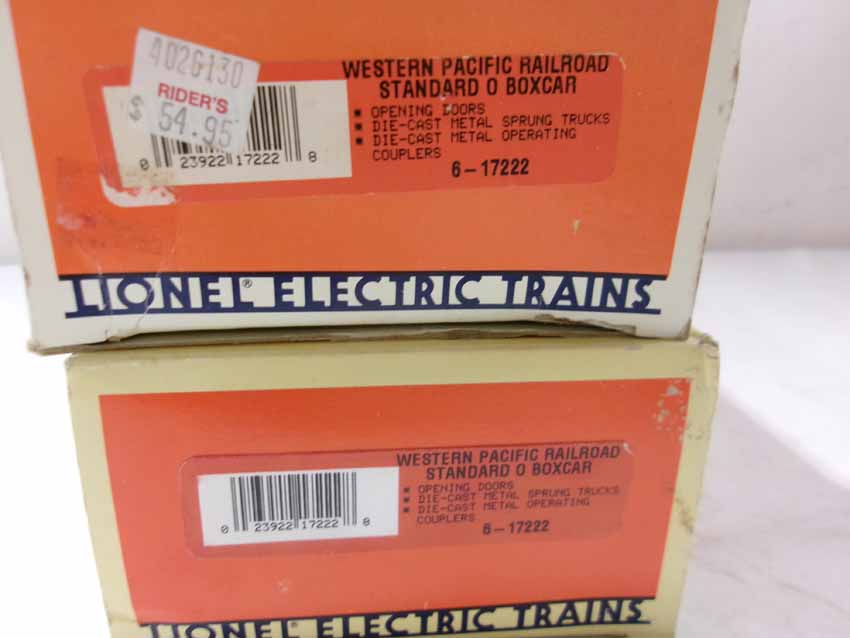 402G130
RIDER'S
$ 54.95
0 23922 17222 8
WESTERN PACIFIC RAILROAD
STANDARD O BOXCAR
▪ OPENING DOORS
▪ DIE-CAST METAL SPRUNG TRUCKS
▪ DIE-CAST METAL OPERATING
COUPLERS
6-17222
LIONEL® ELECTRIC TRAINS
WESTERN PACIFIC RAILROAD
STANDARD O BOXCAR
▪ OPENING DOORS
▪ DIE-CAST METAL SPRUNG TRUCKS
▪ DIE-CAST METAL OPERATING
COUPLERS
6-17222
0 23922 17222 8
LIONEL® ELECTRIC TRAINS